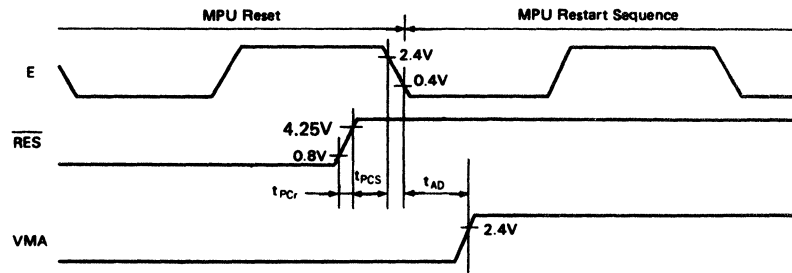 MPU Reset
MPU Restart Sequence
E
2.4V
0.4V
RES
4.25V
0.8V
tPCr
tPCS
tAD
VMA
2.4V